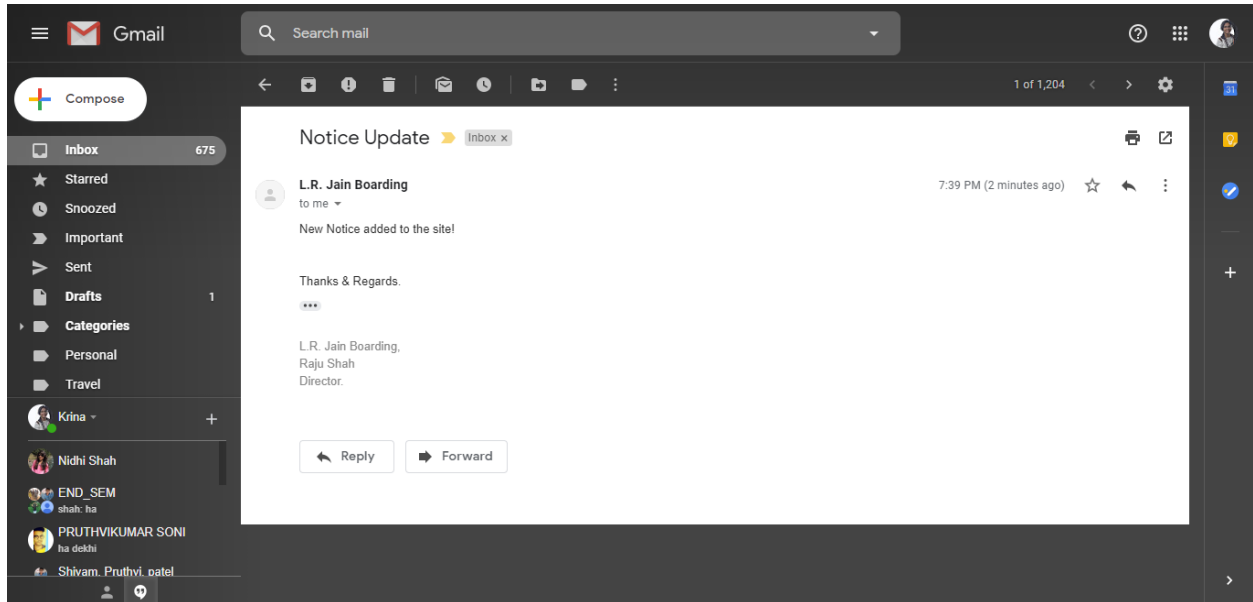 Gmail
Search mail
Compose
1 of 1,204
31
Inbox 675
Starred
Snoozed
Important
Sent
Drafts 1
Categories
Personal
Travel
Krina
Nidhi Shah
END_SEM
shah: ha
PRUTHVIKUMAR SONI
ha dekhi
Shivam, Pruthvi, patel
Notice Update Inbox x
L.R. Jain Boarding 7:39 PM (2 minutes ago)
to me
New Notice added to the site!
Thanks & Regards.
L.R. Jain Boarding,
Raju Shah
Director.
Reply Forward